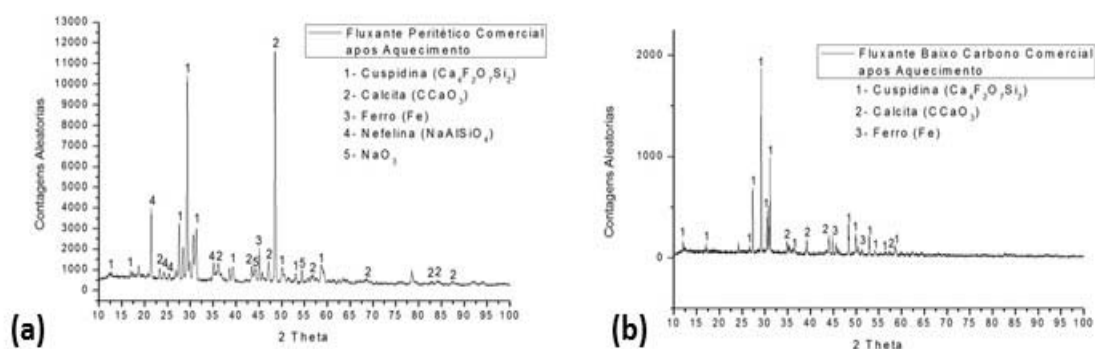 (a)
Contagens Aleatorias
13000
12000
11000
10000
9000
8000
7000
6000
5000
4000
3000
2000
1000
0
Fluxante Peritético Comercial
apos Aquecimento
1- Cuspidina (Ca4F2O7Si2)
2- Calcita (CCaO3)
3- Ferro (Fe)
4- Nefelina (NaAlSiO4)
5- NaO3
10 15 20 25 30 35 40 45 50 55 60 65 70 75 80 85 90 95 100
2 Theta
(b)
Contagens Aleatorias
2000
1000
0
Fluxante Baixo Carbono Comercial
apos Aquecimento
1- Cuspidina (Ca4F2O7Si2)
2- Calcita (CCaO3)
3- Ferro (Fe)
10 15 20 25 30 35 40 45 50 55 60 65 70 75 80 85 90 95 100
2 Theta